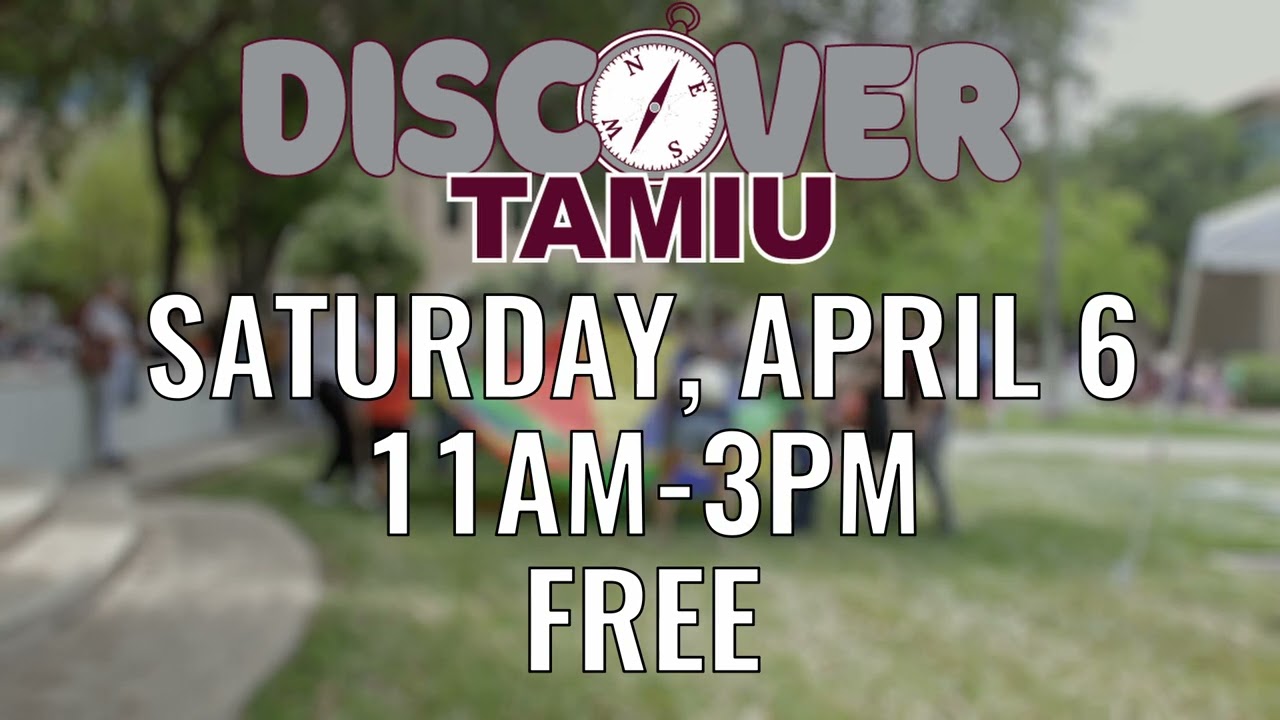 DISCOVER
N
E
W
S
TAMIU
SATURDAY, APRIL 6
11AM-3PM
FREE